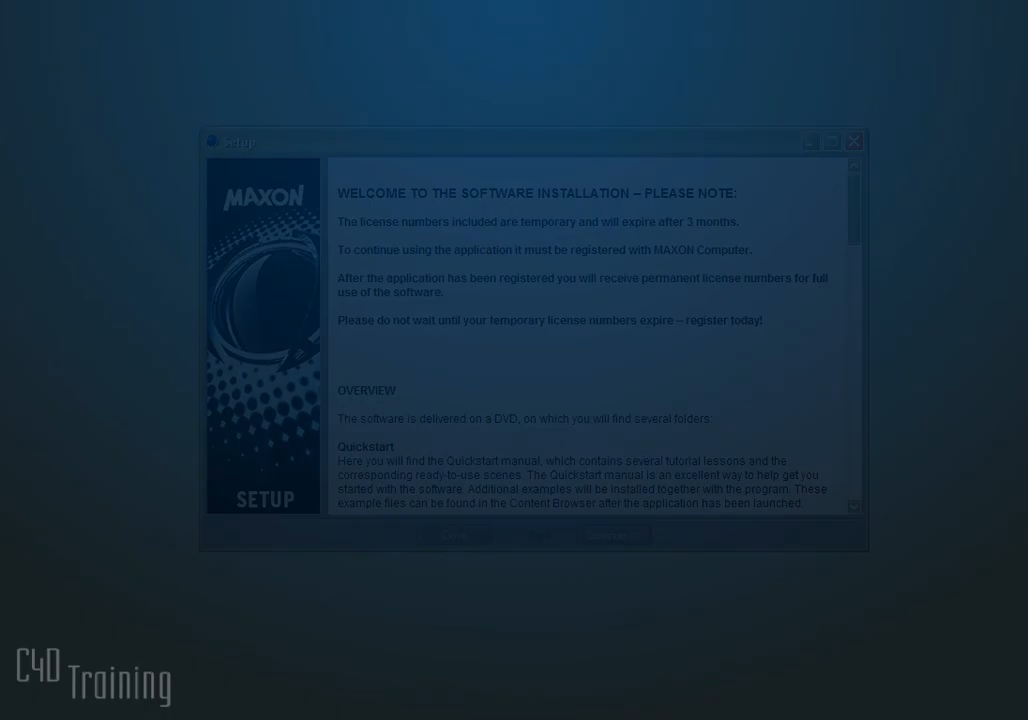 Setup
MAXON
WELCOME TO THE SOFTWARE INSTALLATION – PLEASE NOTE:
The license numbers included are temporary and will expire after 3 months.
To continue using the application it must be registered with MAXON Computer.
After the application has been registered you will receive permanent license numbers for full
use of the software.
Please do not wait until your temporary license numbers expire – register today!
OVERVIEW
The software is delivered on a DVD, on which you will find several folders:
Quickstart
Here you will find the Quickstart manual, which contains several tutorial lessons and the
corresponding ready-to-use scenes. The Quickstart manual is an excellent way to help get you
started with the software. Additional examples will be installed together with the program. These
example files can be found in the Content Browser after the application has been launched.
SETUP
C4D
Training